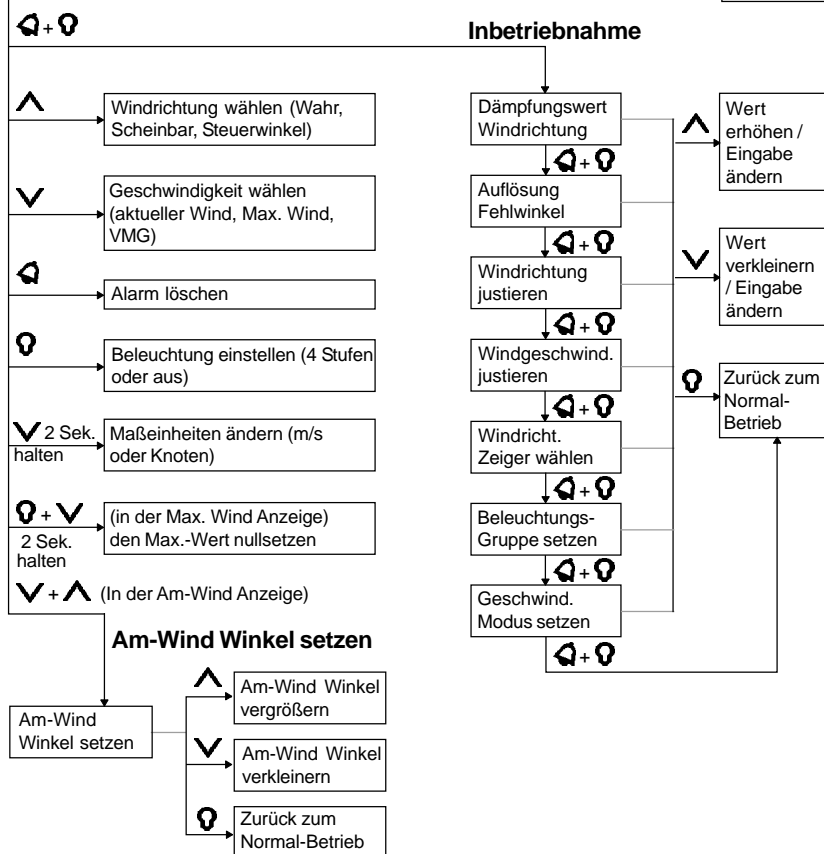 +
Inbetriebnahme
Windrichtung wählen (Wahr,
Scheinbar, Steuerwinkel)
Geschwindigkeit wählen
(aktueller Wind, Max. Wind,
VMG)
Alarm löschen
Beleuchtung einstellen (4 Stufen
oder aus)
2 Sek.
halten
Maßeinheiten ändern (m/s
oder Knoten)
+
2 Sek.
halten
(in der Max. Wind Anzeige)
den Max.-Wert nullsetzen
+ (In der Am-Wind Anzeige)
Dämpfungswert
Windrichtung
+
Auflösung
Fehlwinkel
+
Windrichtung
justieren
+
Windgeschwind.
justieren
+
Windricht.
Zeiger wählen
+
Beleuchtungs-
Gruppe setzen
+
Geschwind.
Modus setzen
+
Wert
erhöhen /
Eingabe
ändern
Wert
verkleinern
/ Eingabe
ändern
Zurück zum
Normal-
Betrieb
Am-Wind Winkel setzen
Am-Wind
Winkel setzen
Am-Wind Winkel
vergrößern
Am-Wind Winkel
verkleinern
Zurück zum
Normal-Betrieb